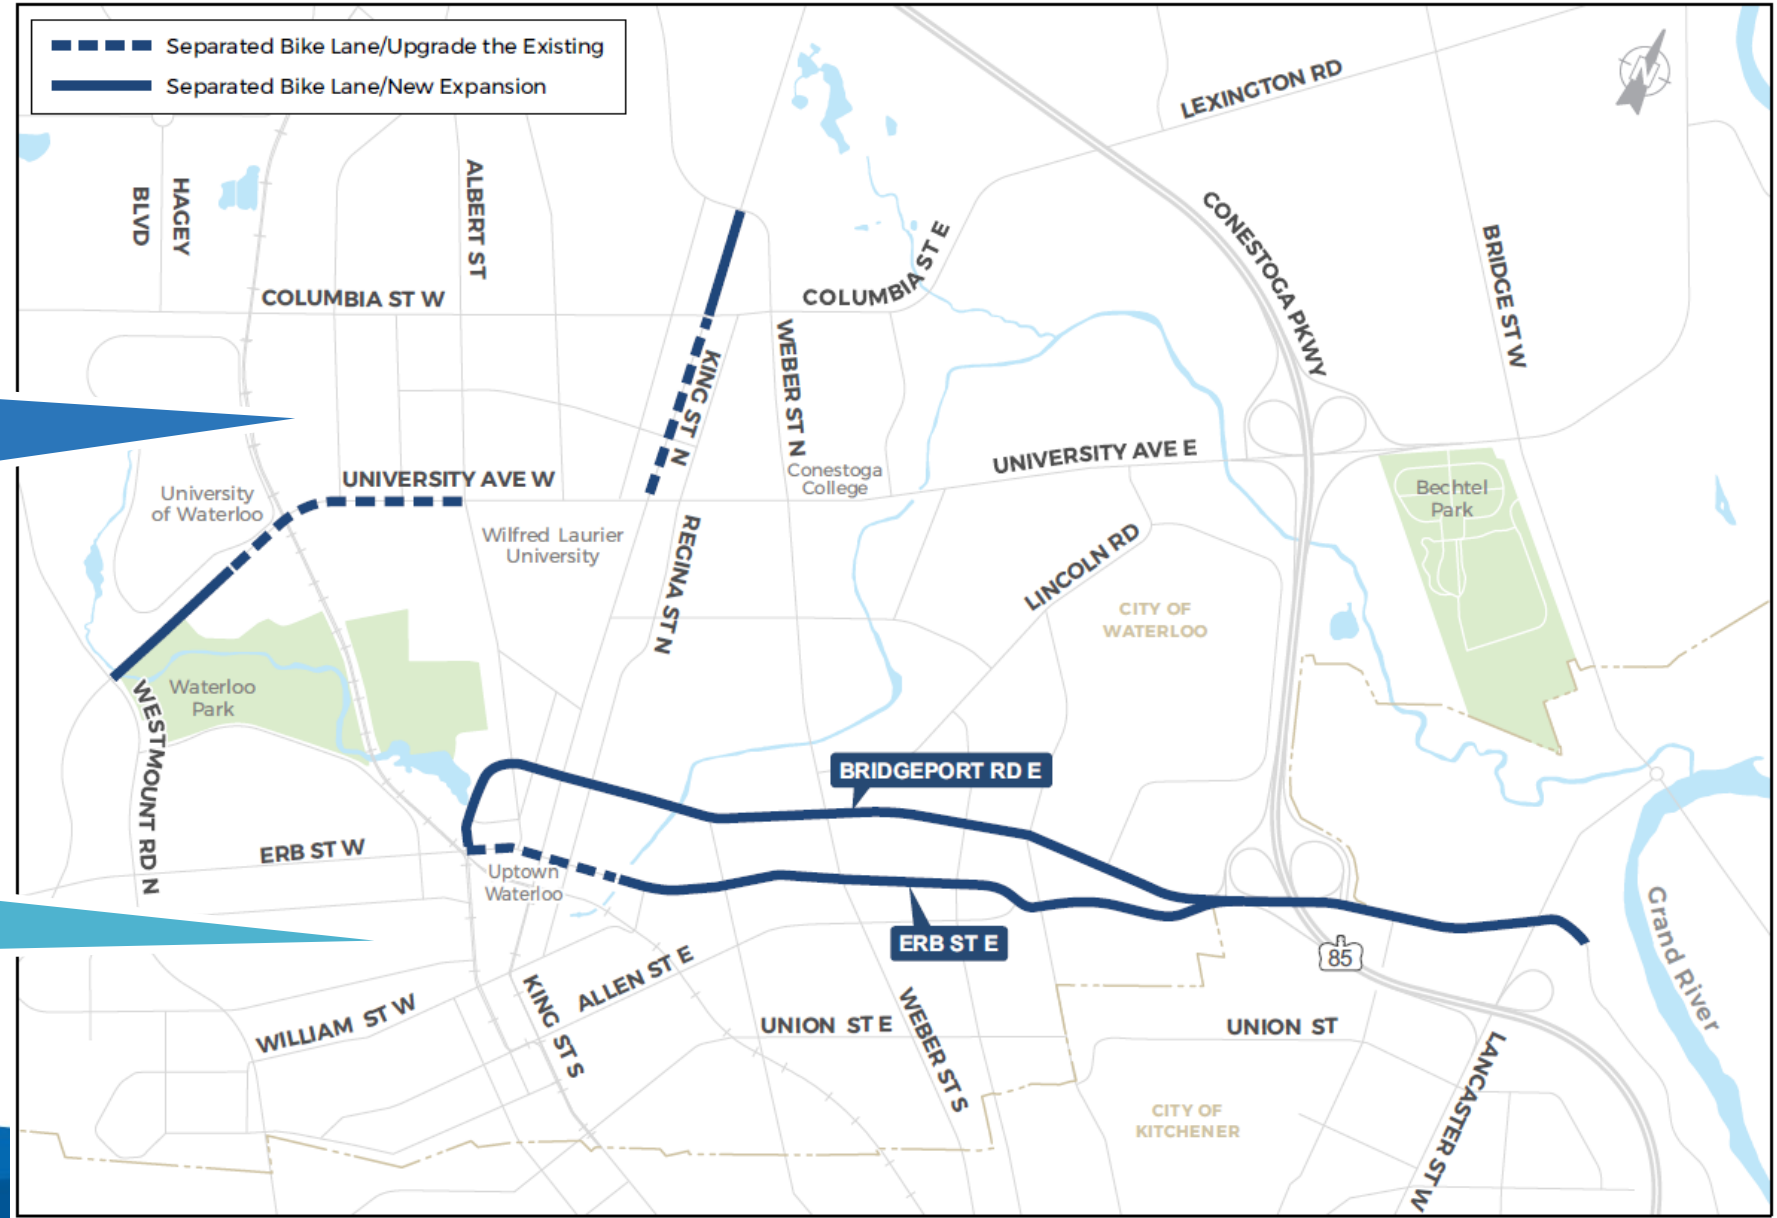 Separated Bike Lane/Upgrade the Existing
Separated Bike Lane/New Expansion
N
LEXINGTON RD
HAGEY
BLVD
ALBERT ST
CONESTOGA PKWY
BRIDGE ST W
COLUMBIA ST W
COLUMBIA ST E
KING ST N
WEBER ST N
UNIVERSITY AVE W
UNIVERSITY AVE E
Conestoga
College
University
of Waterloo
Bechtel
Park
Wilfred Laurier
University
REGINA ST N
LINCOLN RD
CITY OF
WATERLOO
Waterloo
Park
WESTMOUNT RD N
BRIDGEPORT RD E
ERB ST W
Uptown
Waterloo
ERB ST E
85
Grand River
WILLIAM ST W
KING ST S
ALLEN ST E
UNION ST E
WEBER ST S
UNION ST
LANCASTER ST W
CITY OF
KITCHENER